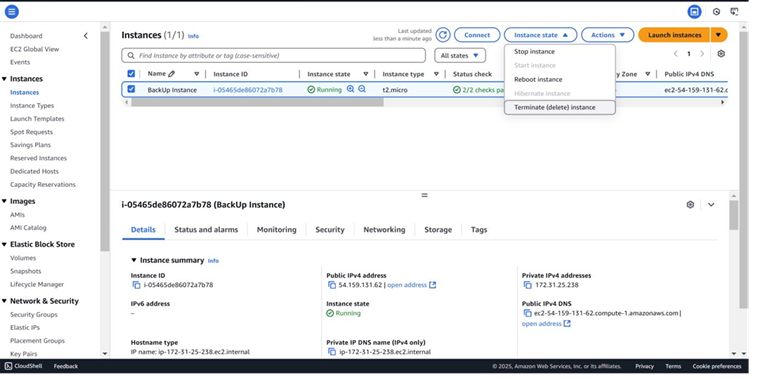 Instances (1/1) Info
Last updated
less than a minute ago
Connect
Instance state
Actions
Launch instances
Find Instance by attribute or tag (case-sensitive)
All states
1
Stop instance
Start instance
Reboot instance
Hibernate instance
Terminate (delete) instance
Name
Instance ID
Instance state
Instance type
Status check
y Zone
Public IPv4 DNS
BackUp Instance
i-05465de86072a7b78
Running
t2.micro
2/2 checks pa
ec2-54-159-131-62.c
Dashboard
EC2 Global View
Events
Instances
Instances
Instance Types
Launch Templates
Spot Requests
Savings Plans
Reserved Instances
Dedicated Hosts
Capacity Reservations
Images
AMIs
AMI Catalog
Elastic Block Store
Volumes
Snapshots
Lifecycle Manager
Network & Security
Security Groups
Elastic IPs
Placement Groups
Key Pairs
i-05465de86072a7b78 (BackUp Instance)
Details
Status and alarms
Monitoring
Security
Networking
Storage
Tags
Instance summary Info
Instance ID
i-05465de86072a7b78
Public IPv4 address
54.159.131.62 | open address
Private IPv4 addresses
172.31.25.238
IPv6 address
–
Instance state
Running
Public IPv4 DNS
ec2-54-159-131-62.compute-1.amazonaws.com |
open address
Hostname type
IP name: ip-172-31-25-238.ec2.internal
Private IP DNS name (IPv4 only)
ip-172-31-25-238.ec2.internal
CloudShell
Feedback
© 2025, Amazon Web Services, Inc. or its affiliates.
Privacy
Terms
Cookie preferences